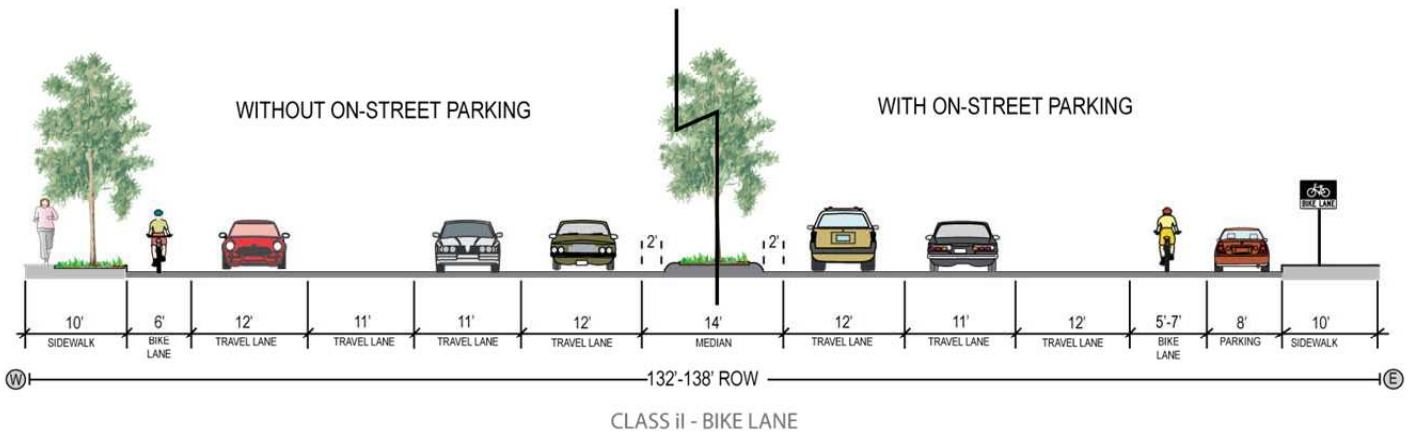 WITHOUT ON-STREET PARKING
WITH ON-STREET PARKING
BIKE LANE
2'
2'
10'
6'
12'
11'
11'
12'
14'
12'
11'
12'
5'-7'
8'
10'
SIDEWALK
BIKE
LANE
TRAVEL LANE
TRAVEL LANE
TRAVEL LANE
TRAVEL LANE
MEDIAN
TRAVEL LANE
TRAVEL LANE
TRAVEL LANE
BIKE
LANE
PARKING
SIDEWALK
W
132'-138' ROW
E
CLASS iI - BIKE LANE